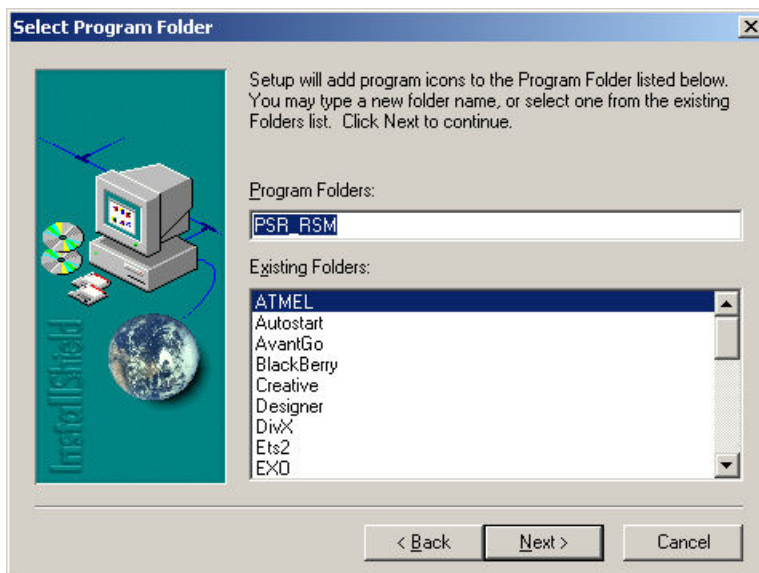 Select Program Folder
Setup will add program icons to the Program Folder listed below.
You may type a new folder name, or select one from the existing
Folders list. Click Next to continue.
Program Folders:
PSR_RSM
Existing Folders:
ATMEL
Autostart
AvantGo
BlackBerry
Creative
Designer
DivX
Ets2
EXO
InstallShield
< Back
Next >
Cancel